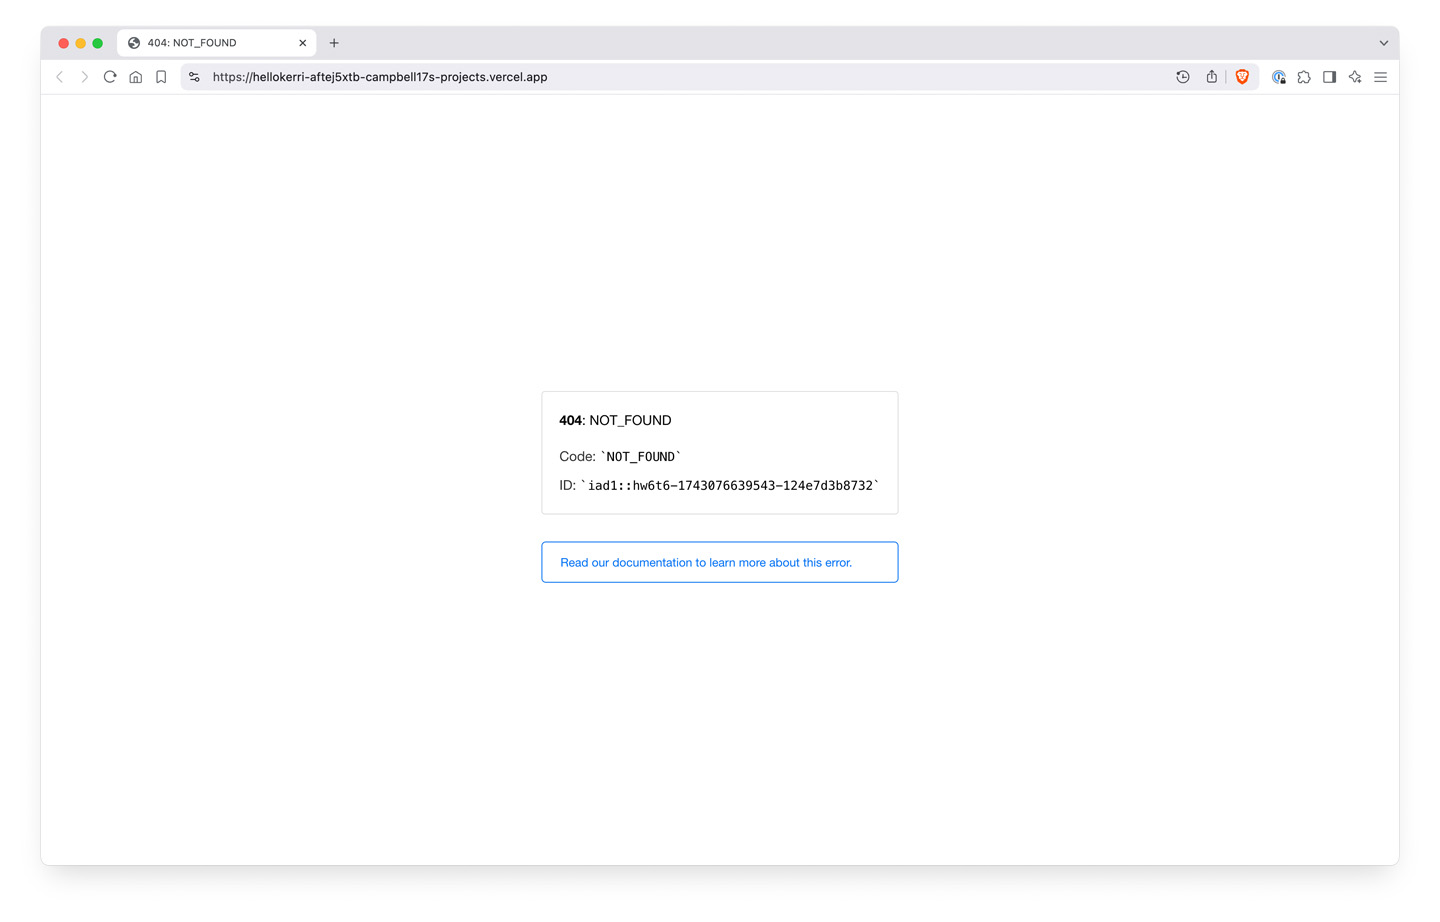 404: NOT_FOUND
https://hellokerri-aftej5xtb-campbell17s-projects.vercel.app
404: NOT_FOUND
Code: `NOT_FOUND`
ID: `iad1::hw6t6-1743076639543-124e7d3b8732`
Read our documentation to learn more about this error.